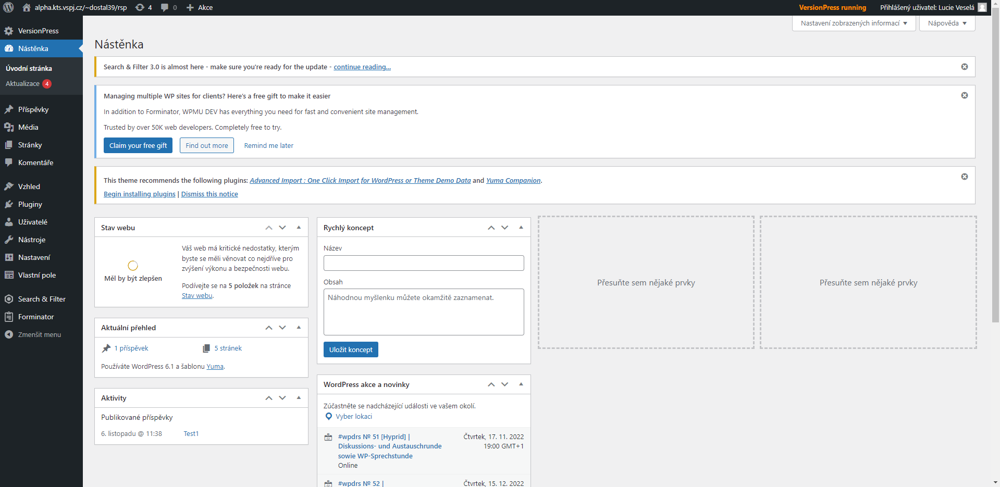 alpha.kts.vspj.cz/~dostal39/rsp 4 0 Akce
VersionPress running Přihlášený uživatel: Lucie Veselá
VersionPress
Nástěnka
Úvodní stránka
Aktualizace 4
Příspěvky
Média
Stránky
Komentáře
Vzhled
Pluginy
Uživatelé
Nástroje
Nastavení
Vlastní pole
Search & Filter
Forminator
Zmenšit menu
Nastavení zobrazených informací
Nápověda
Nástěnka
Search & Filter 3.0 is almost here - make sure you're ready for the update - continue reading...
Managing multiple WP sites for clients? Here's a free gift to make it easier
In addition to Forminator, WPMU DEV has everything you need for fast and convenient site management.
Trusted by over 50K web developers. Completely free to try.
Claim your free gift Find out more Remind me later
This theme recommends the following plugins: Advanced Import : One Click Import for WordPress or Theme Demo Data and Yuma Companion.
Begin installing plugins | Dismiss this notice
Stav webu
Měl by být zlepšen
Váš web má kritické nedostatky, kterým
byste se měli věnovat co nejdříve pro
zvýšení výkonu a bezpečnosti webu.
Podívejte se na 5 položek na stránce
Stav webu.
Aktuální přehled
1 příspěvek 5 stránek
Používáte WordPress 6.1 a šablonu Yuma.
Aktivity
Publikované příspěvky
6. listopadu @ 11:38 Test1
Rychlý koncept
Název
Obsah
Náhodnou myšlenku můžete okamžitě zaznamenat.
Uložit koncept
WordPress akce a novinky
Zúčastněte se nadcházející události ve vašem okolí.
Vyber lokaci
#wpdrs № 51 [Hyprid] |
Diskussions- und Austauschrunde
sowie WP-Sprechstunde
Online
Čtvrtek, 17. 11. 2022
19:00 GMT+1
#wpdrs № 52 |
Čtvrtek, 15. 12. 2022
Přesuňte sem nějaké prvky
Přesuňte sem nějaké prvky